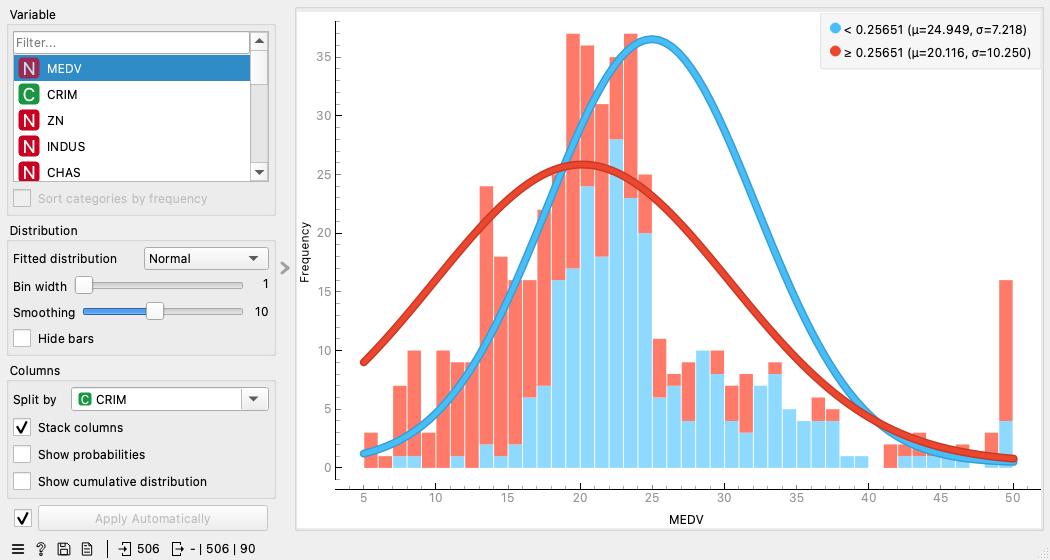 Variable
Filter...
N MEDV
C CRIM
N ZN
N INDUS
N CHAS
Sort categories by frequency
Distribution
Fitted distribution Normal
Bin width 1
Smoothing 10
Hide bars
Columns
Split by C CRIM
Stack columns
Show probabilities
Show cumulative distribution
Apply Automatically
? 506 - | 506 | 90
< 0.25651 (μ=24.949, σ=7.218)
≥ 0.25651 (μ=20.116, σ=10.250)
Frequency
35
30
25
20
15
10
5
0
5 10 15 20 25 30 35 40 45 50
MEDV